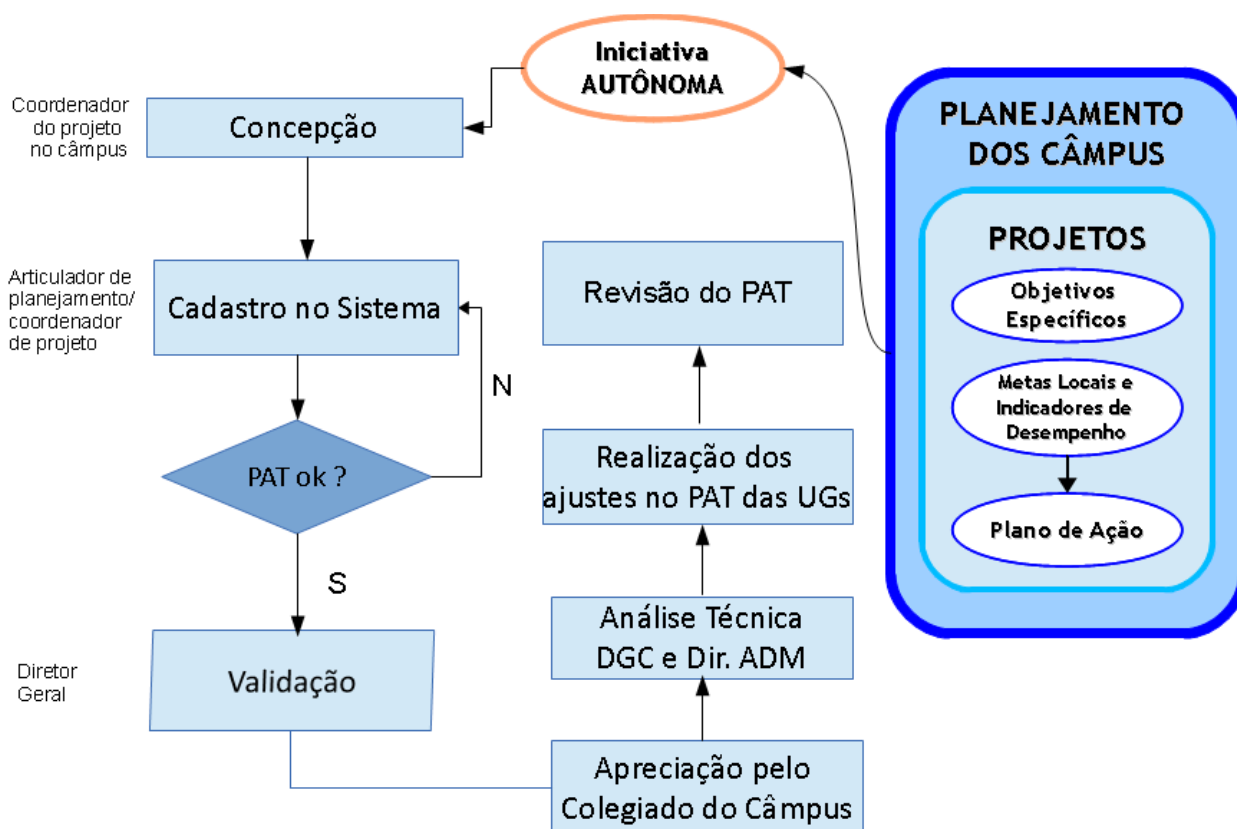 Iniciativa
AUTÔNOMA
Coordenador
do projeto
no câmpus
Concepção
Articulador de
planejamento/
coordenador
de projeto
Cadastro no Sistema
N
PAT ok ?
S
Diretor
Geral
Validação
Revisão do PAT
Realização dos
ajustes no PAT das UGs
Análise Técnica
DGC e Dir. ADM
Apreciação pelo
Colegiado do Câmpus
PLANEJAMENTO
DOS CÂMPUS
PROJETOS
Objetivos
Específicos
Metas Locais e
Indicadores de
Desempenho
Plano de Ação